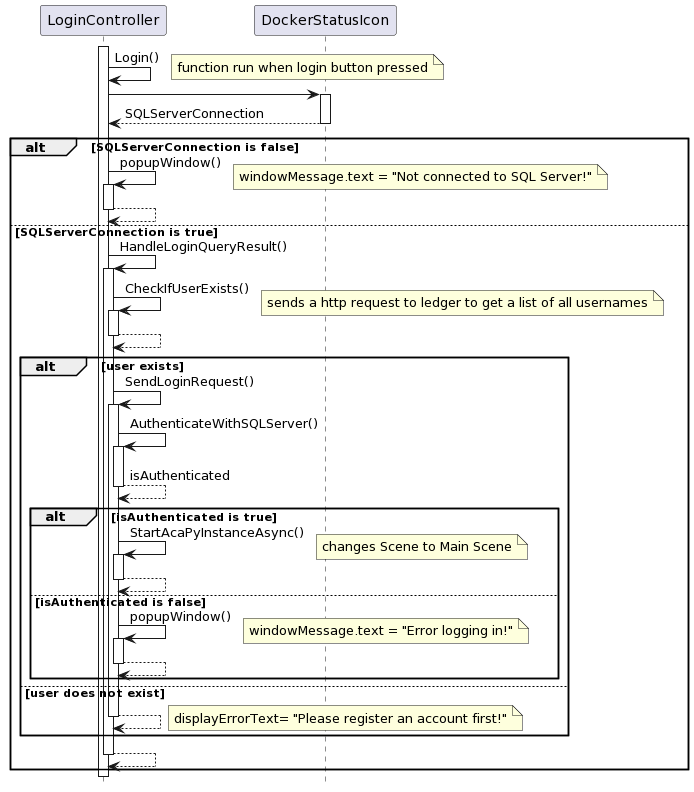 LoginController
DockerStatusIcon
Login()
function run when login button pressed
SQLServerConnection
alt
[SQLServerConnection is false]
popupWindow()
windowMessage.text = "Not connected to SQL Server!"
[SQLServerConnection is true]
HandleLoginQueryResult()
CheckIfUserExists()
sends a http request to ledger to get a list of all usernames
alt
[user exists]
SendLoginRequest()
AuthenticateWithSQLServer()
isAuthenticated
alt
[isAuthenticated is true]
StartAcaPyInstanceAsync()
changes Scene to Main Scene
[isAuthenticated is false]
popupWindow()
windowMessage.text = "Error logging in!"
[user does not exist]
displayErrorText= "Please register an account first!"